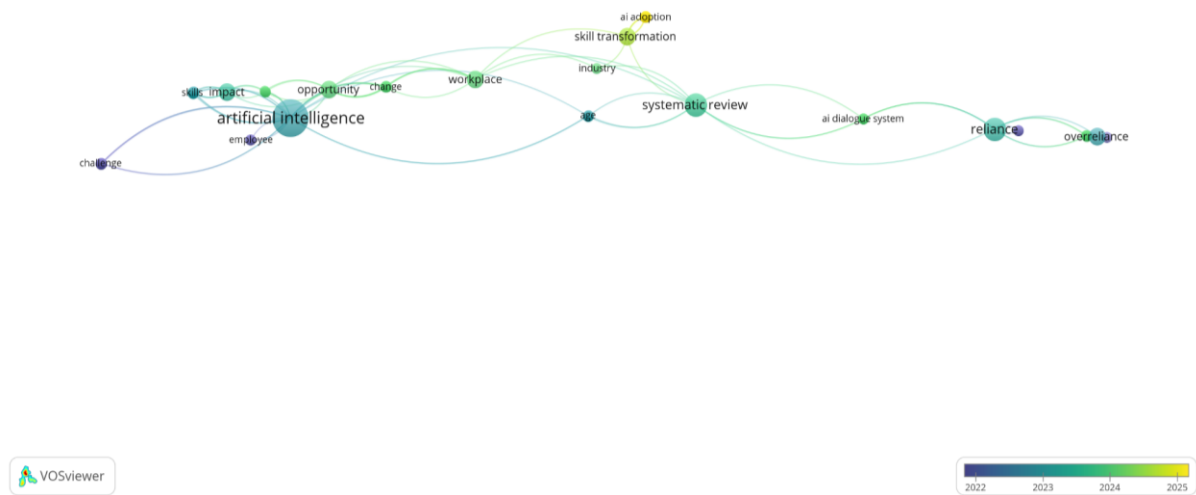 ai adoption
skill transformation
industry
workplace
opportunity
change
skills
impact
artificial intelligence
employee
challenge
age
systematic review
ai dialogue system
reliance
overreliance
VOSviewer
2022
2023
2024
2025